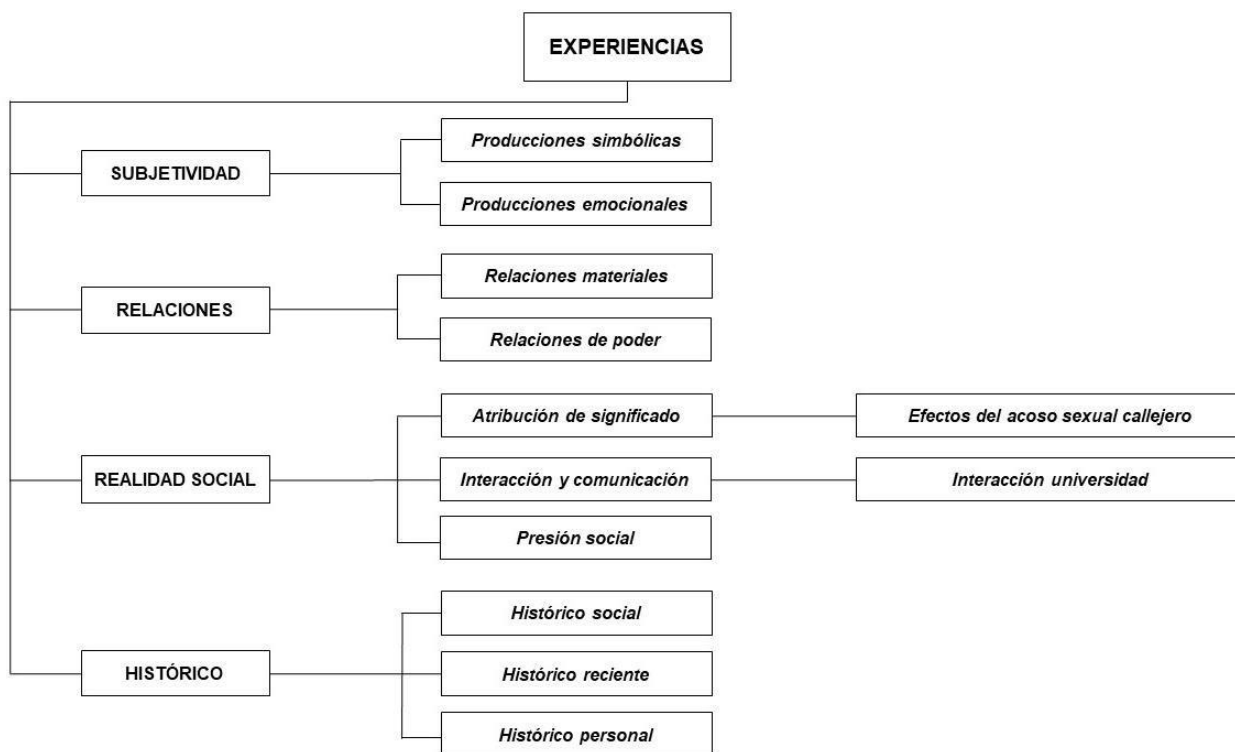 EXPERIENCIAS
SUBJETIVIDAD
Producciones simbólicas
Producciones emocionales
RELACIONES
Relaciones materiales
Relaciones de poder
REALIDAD SOCIAL
Atribución de significado
Efectos del acoso sexual callejero
Interacción y comunicación
Interacción universidad
Presión social
HISTÓRICO
Histórico social
Histórico reciente
Histórico personal